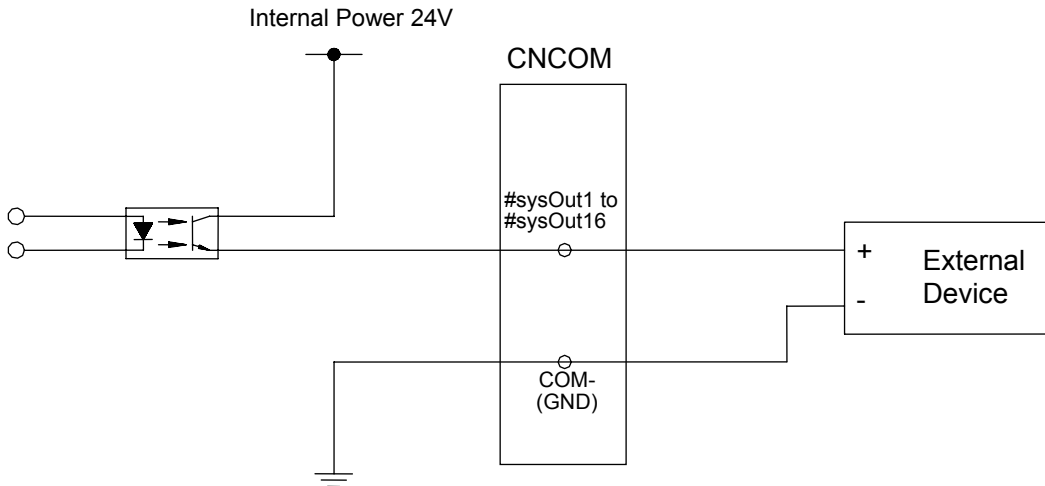 Internal Power 24V
CNCOM
#sysOut1 to
#sysOut16
+
External
Device
-
COM-
(GND)